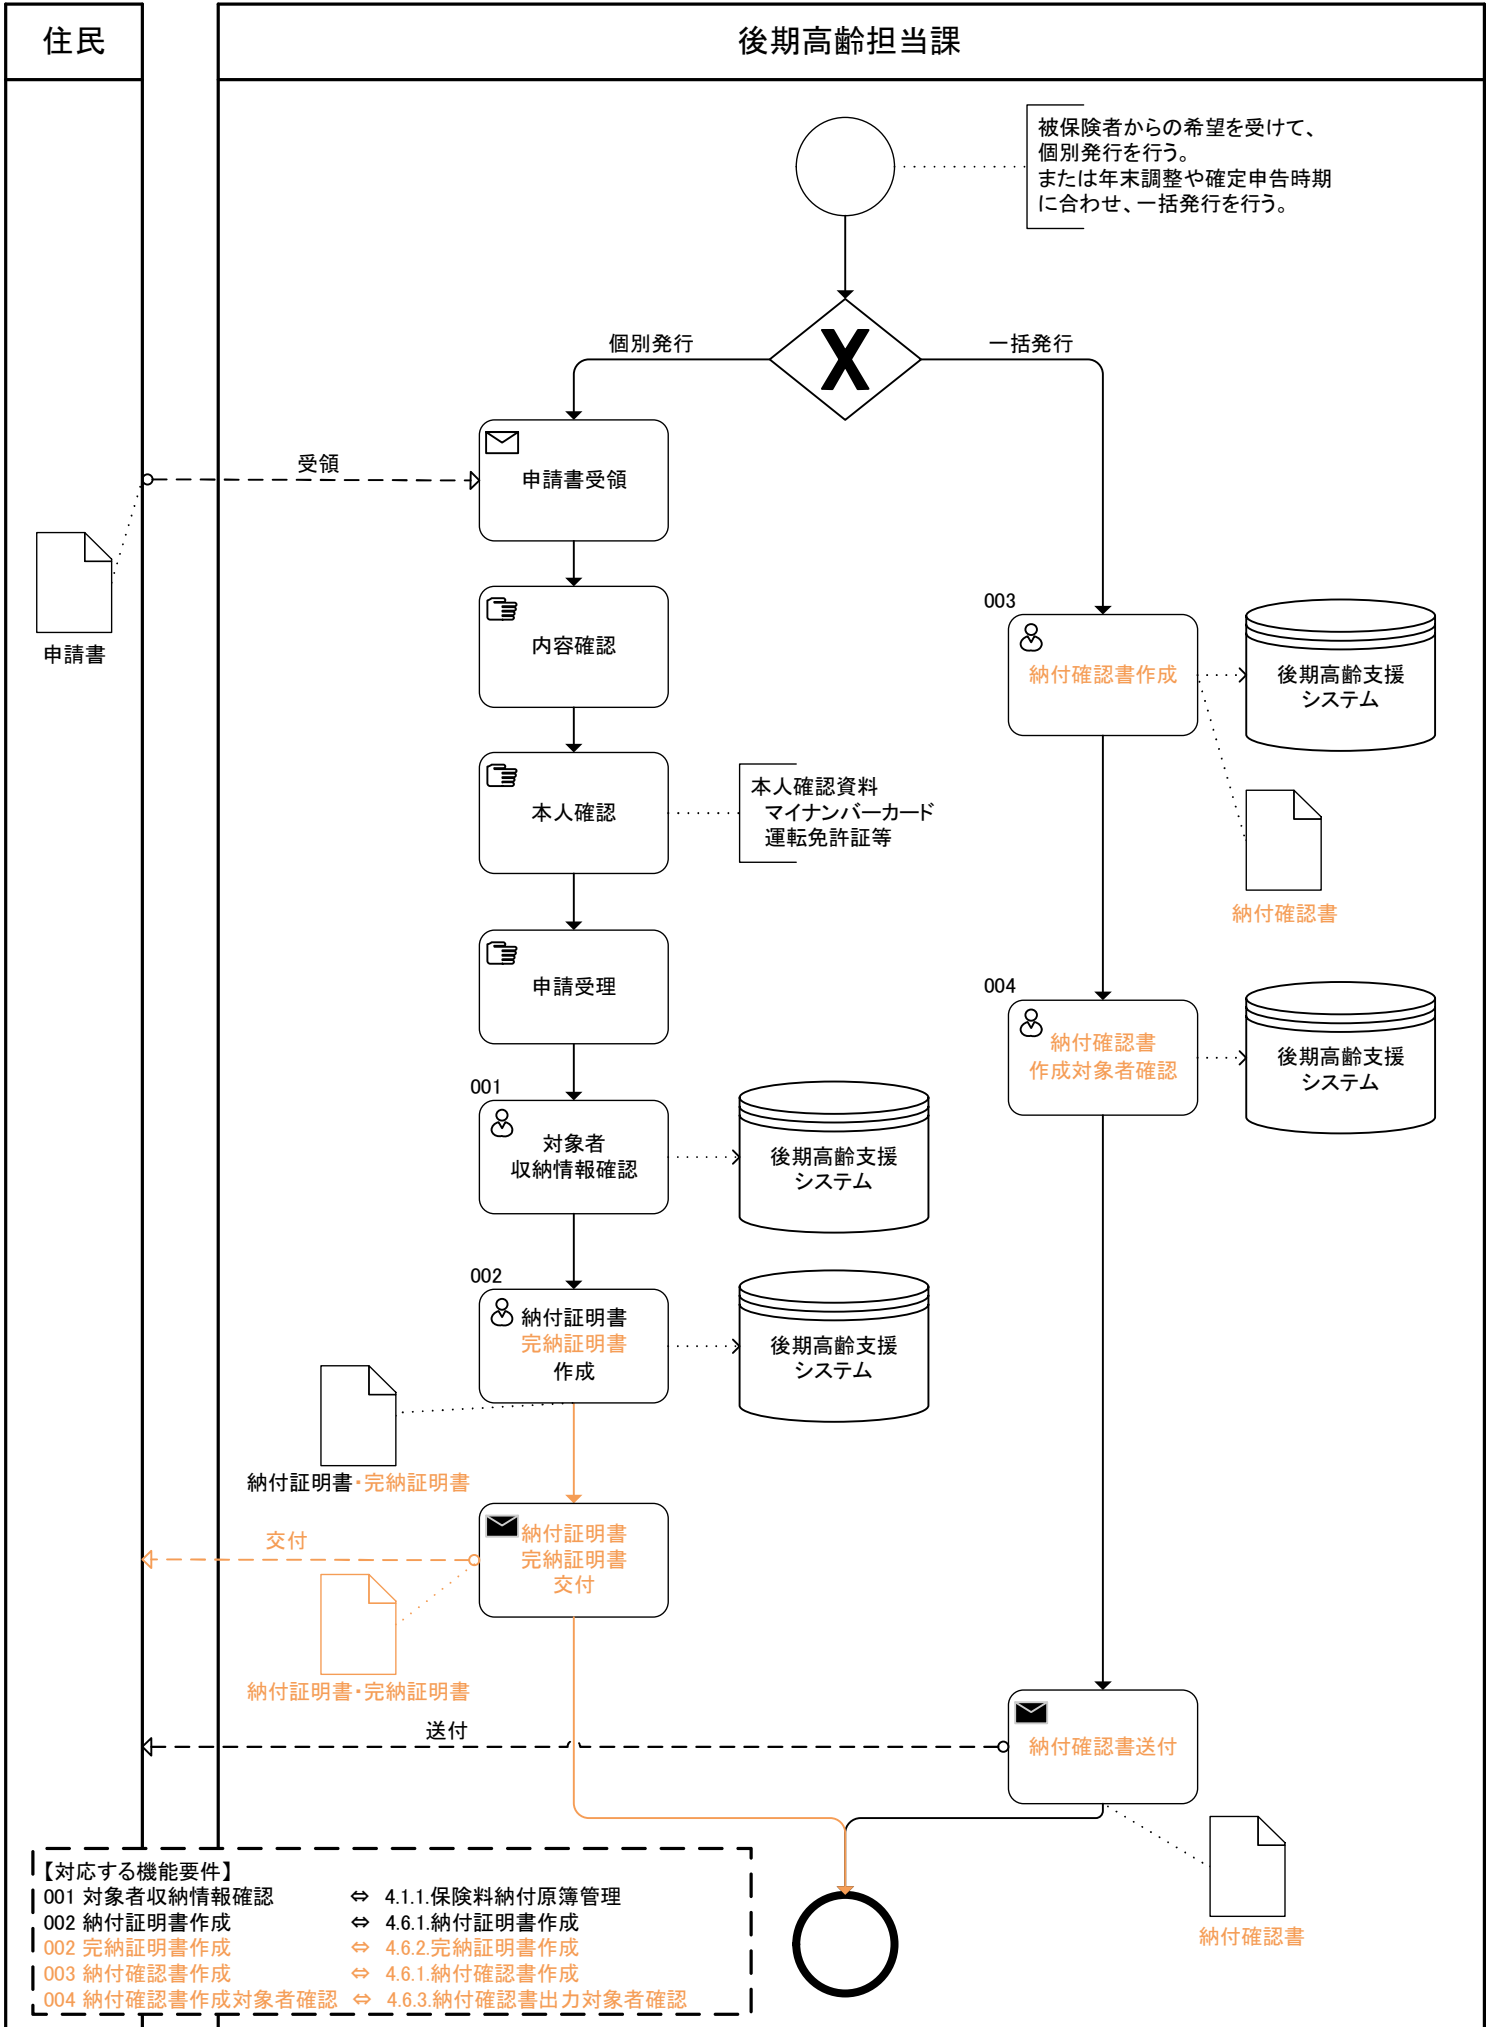 住民
後期高齢担当課
被保険者からの希望を受けて、
個別発行を行う。
または年末調整や確定申告時期
に合わせ、一括発行を行う。
X
個別発行
一括発行
受領
申請書受領
申請書
内容確認
003
納付確認書作成
後期高齢支援
システム
本人確認
本人確認資料
マイナンバーカード
運転免許証等
納付確認書
申請受理
004
納付確認書
作成対象者確認
後期高齢支援
システム
001
対象者
収納情報確認
後期高齢支援
システム
002
納付証明書
完納証明書
作成
後期高齢支援
システム
納付証明書・完納証明書
交付
納付証明書
完納証明書
交付
納付証明書・完納証明書
送付
納付確認書送付
納付確認書
【対応する機能要件】
001 対象者収納情報確認 ⇔ 4.1.1.保険料納付原簿管理
002 納付証明書作成 ⇔ 4.6.1.納付証明書作成
002 完納証明書作成 ⇔ 4.6.2.完納証明書作成
003 納付確認書作成 ⇔ 4.6.1.納付確認書作成
004 納付確認書作成対象者確認 ⇔ 4.6.3.納付確認書出力対象者確認